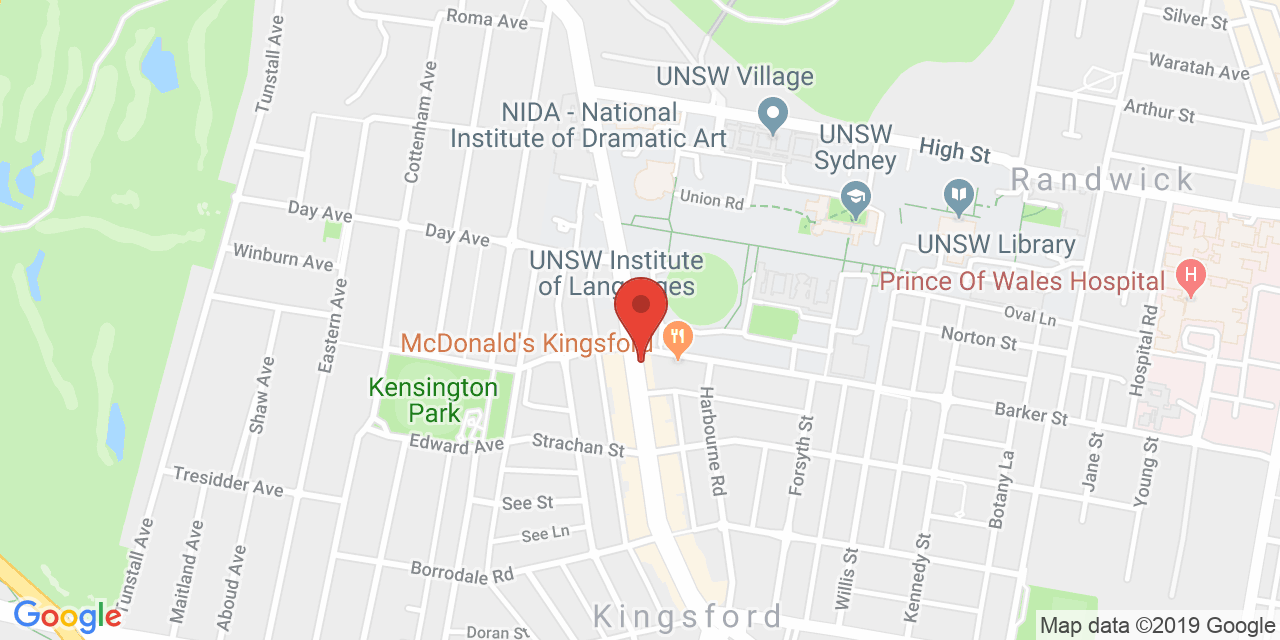 Roma Ave
Silver St
Tunstall Ave
Waratah Ave
UNSW Village
Cottenham Ave
NIDA - National
Institute of Dramatic Art
Arthur St
UNSW
Sydney
High St
Randwick
Union Rd
Day Ave
Day Ave
Winburn Ave
UNSW Library
UNSW Institute
of Languages
Prince Of Wales Hospital
H
Eastern Ave
Oval Ln
Norton St
Hospital Rd
McDonald's Kingsford
Kensington
Park
Shaw Ave
Harbourne Rd
Barker St
Forsyth St
Edward Ave
Strachan St
Jane St
Young St
Tresidder Ave
Botany La
See St
See Ln
Tunstall Ave
Maitland Ave
Aboud Ave
Borrodale Rd
Willis St
Kennedy St
Kingsford
Doran St
Google
Map data ©2019 Google